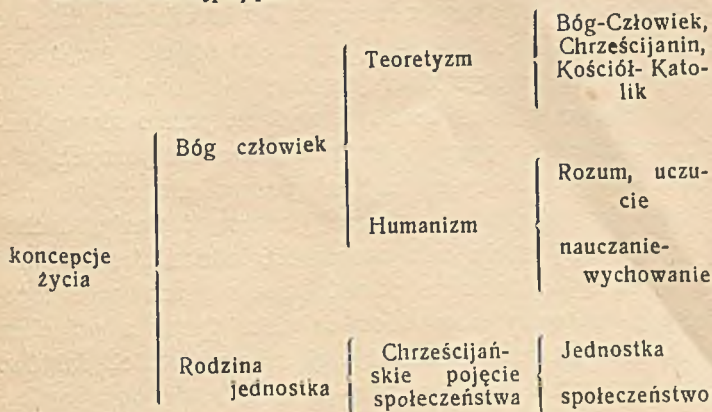 Bóg-Człowiek,
Chrześcijanin,
Kościół- Kato-
lik
Teoretyzm
Bóg człowiek
Rozum, uczu-
cie
Humanizm
nauczanie-
wychowanie
koncepcje
życia
Rodzina
jednostka
Chrześcijań-
skie pojęcie
społeczeństwa
Jednostka
społeczeństwo